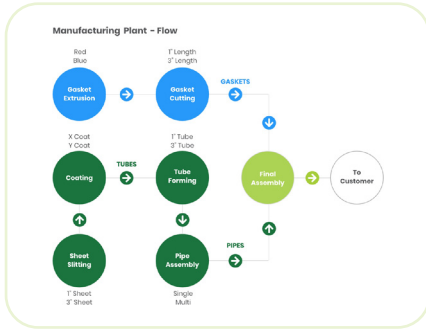 Manufacturing Plant - Flow
Red
Blue
1" Length
3" Length
Gasket
Extrusion
Gasket
Cutting
GASKETS
X Coat
Y Coat
1" Tube
3" Tube
Coating
TUBES
Tube
Forming
Final
Assembly
To
Customer
Sheet
Slitting
Pipe
Assembly
PIPES
1" Sheet
3" Sheet
Single
Multi